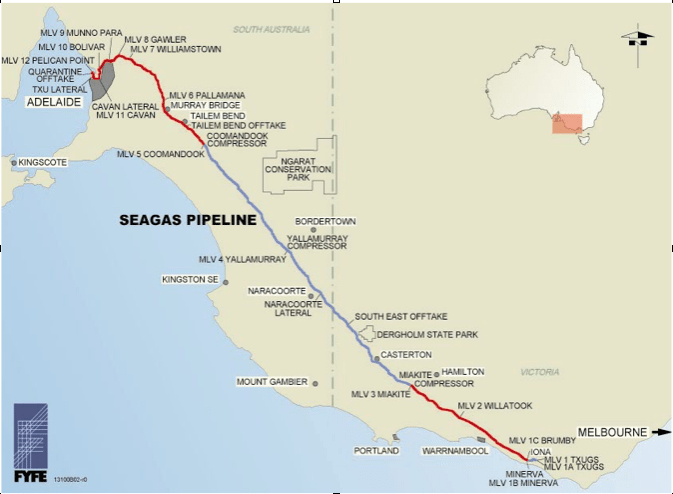 SOUTH AUSTRALIA
MLV 9 MUNNO PARA
MLV 8 GAWLER
MLV 10 BOLIVAR
MLV 7 WILLIAMSTOWN
MLV 12 PELICAN POINT
QUARANTINE
OFFTAKE
TXU LATERAL
ADELAIDE
CAVAN LATERAL
MLV 11 CAVAN
MLV 6 PALLAMANA
MURRAY BRIDGE
TAILEM BEND
TAILEM BEND OFFTAKE
COOMANDOOK
COMPRESSOR
MLV 5 COOMANDOOK
KINGSCOTE
NGARAT
CONSERVATION
PARK
SEAGAS PIPELINE
BORDERTOWN
YALLAMURRAY
COMPRESSOR
MLV 4 YALLAMURRAY
KINGSTON SE
NARACOORTE
NARACOORTE
LATERAL
SOUTH EAST OFFTAKE
DERGHOLM STATE PARK
CASTERTON
MIAKITE
COMPRESSOR
HAMILTON
VICTORIA
MOUNT GAMBIER
MLV 3 MIAKITE
MLV 2 WILLATOOK
MELBOURNE
MLV 1C BRUMBY
PORTLAND
WARRNAMBOOL
IONA
MLV 1 TXUGS
MLV 1A TXUGS
MINERVA
MLV 1B MINERVA
FYFE
13100B02-r0